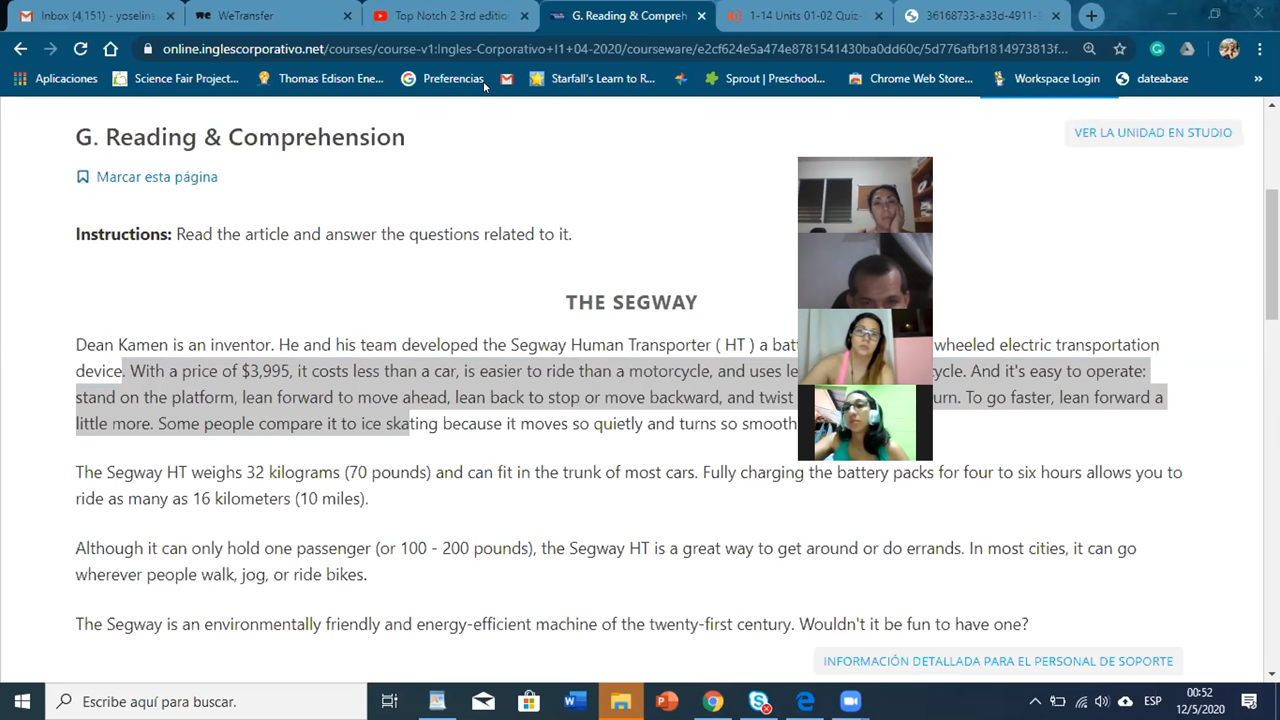 Inbox (4,151) - yoselina
WeTransfer
Top Notch 2 3rd edition
G. Reading & Compreh
1-14 Units 01-02 Quiz-
36168733-a33d-4911-5
online.inglescorporativo.net/courses/course-v1:Ingles-Corporativo+I1+04-2020/courseware/e2cf624e5a474e8781541430ba0dd60c/5d776afbf1814973813f...
Aplicaciones
Science Fair Project...
Thomas Edison Ene...
Preferencias
Starfall's Learn to R...
Sprout | Preschool...
Chrome Web Store...
Workspace Login
dateabase
»
G. Reading & Comprehension
VER LA UNIDAD EN STUDIO
Marcar esta página
Instructions: Read the article and answer the questions related to it.
THE SEGWAY
Dean Kamen is an inventor. He and his team developed the Segway Human Transporter ( HT ) a batt wheeled electric transportation
device. With a price of $3,995, it costs less than a car, is easier to ride than a motorcycle, and uses le cycle. And it's easy to operate:
stand on the platform, lean forward to move ahead, lean back to stop or move backward, and twist urn. To go faster, lean forward a
little more. Some people compare it to ice skating because it moves so quietly and turns so smooth
The Segway HT weighs 32 kilograms (70 pounds) and can fit in the trunk of most cars. Fully charging the battery packs for four to six hours allows you to
ride as many as 16 kilometers (10 miles).
Although it can only hold one passenger (or 100 - 200 pounds), the Segway HT is a great way to get around or do errands. In most cities, it can go
wherever people walk, jog, or ride bikes.
The Segway is an environmentally friendly and energy-efficient machine of the twenty-first century. Wouldn't it be fun to have one?
INFORMACIÓN DETALLADA PARA EL PERSONAL DE SOPORTE
Escribe aquí para buscar.
ESP
00:52
12/5/2020